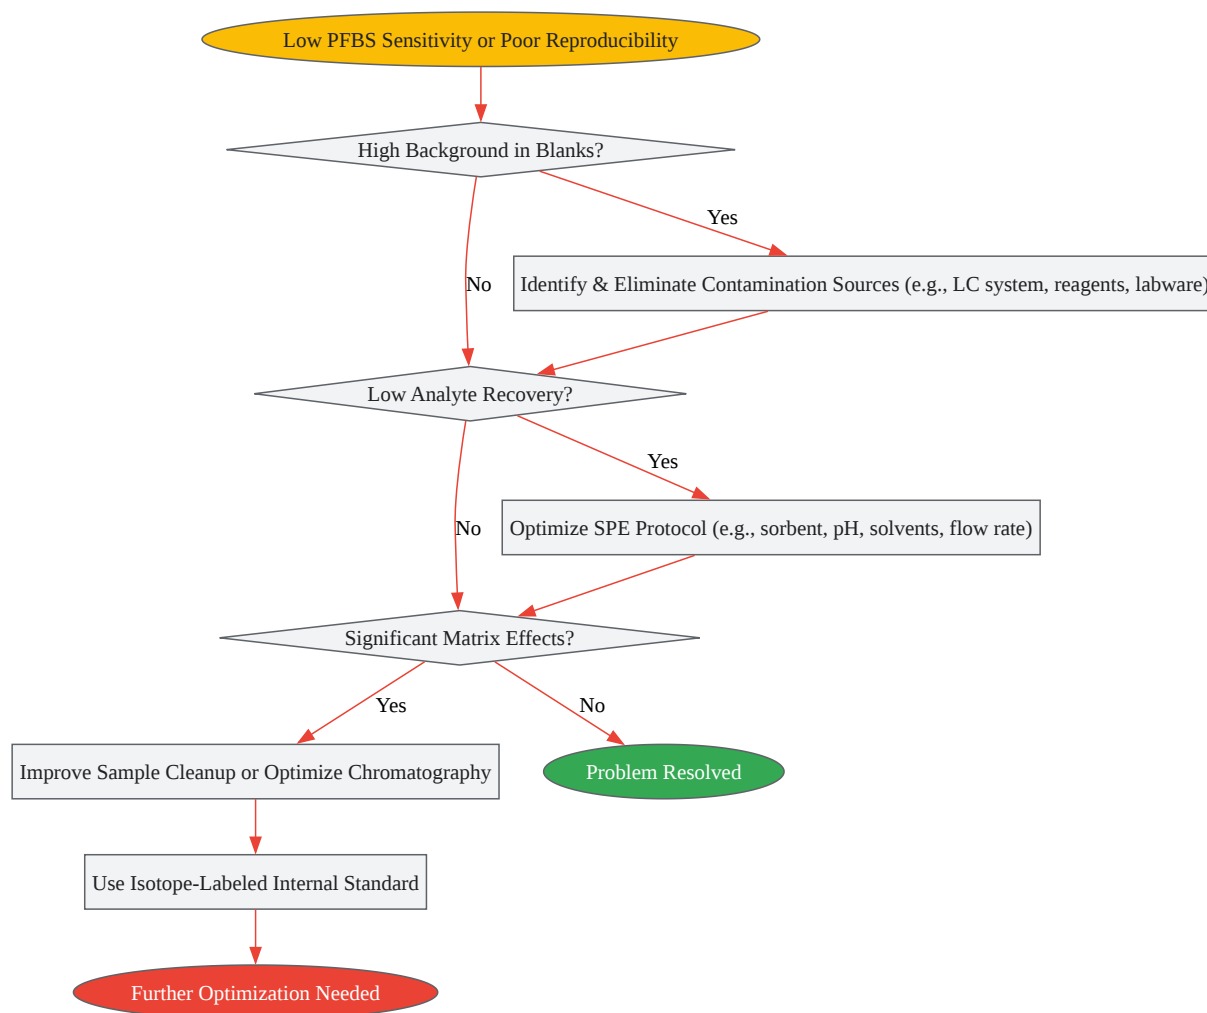 Low PFBS Sensitivity or Poor Reproducibility
High Background in Blanks?
Yes
No
Identify & Eliminate Contamination Sources (e.g., LC system, reagents, labware)
Low Analyte Recovery?
Yes
No
Optimize SPE Protocol (e.g., sorbent, pH, solvents, flow rate)
Significant Matrix Effects?
Yes
No
Improve Sample Cleanup or Optimize Chromatography
Problem Resolved
Use Isotope-Labeled Internal Standard
Further Optimization Needed